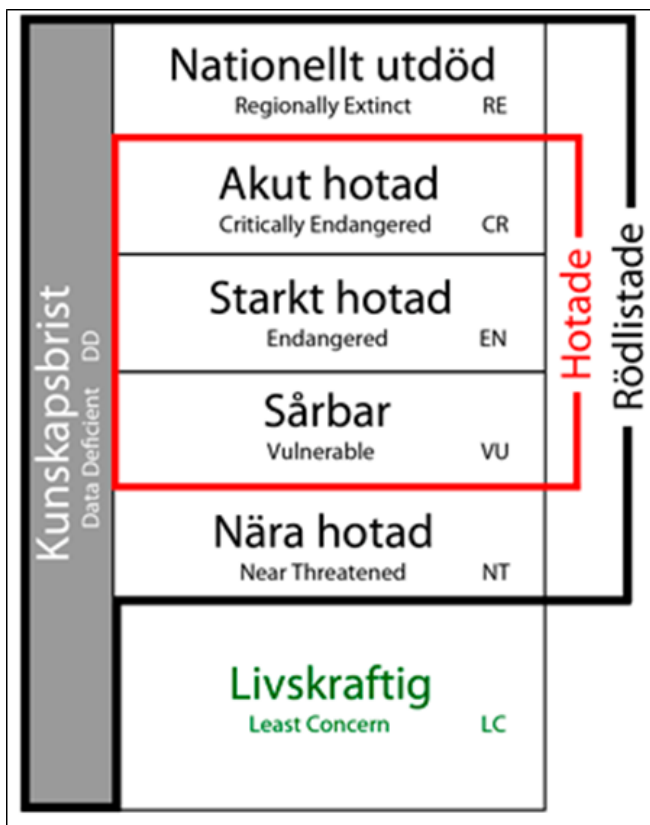 Nationellt utdöd
Regionally Extinct RE
Akut hotad
Critically Endangered CR
Starkt hotad
Endangered EN
Sårbar
Vulnerable VU
Nära hotad
Near Threatened NT
Livskraftig
Least Concern LC
Kunskapsbrist
Data Deficient DD
Hotade
Rödlistade